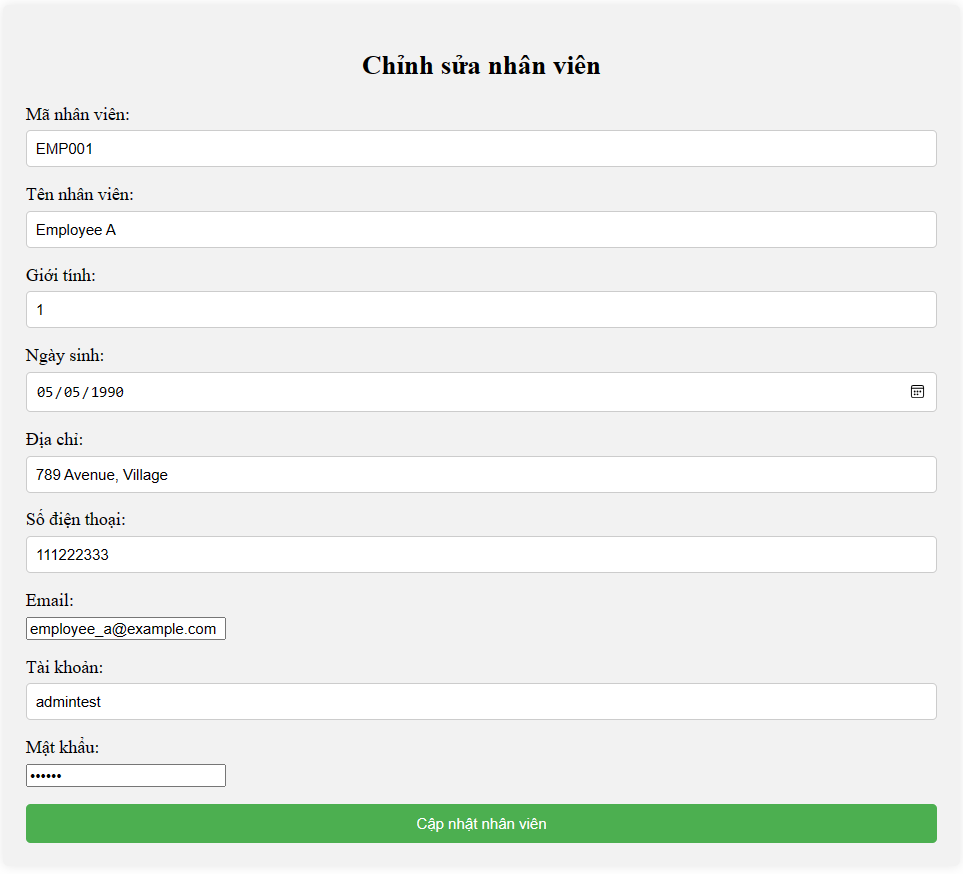 Chỉnh sửa nhân viên
Mã nhân viên:
EMP001
Tên nhân viên:
Employee A
Giới tính:
1
Ngày sinh:
05/05/1990
Địa chỉ:
789 Avenue, Village
Số điện thoại:
111222333
Email:
employee_a@example.com
Tài khoản:
admintest
Mật khẩu:
••••••
Cập nhật nhân viên